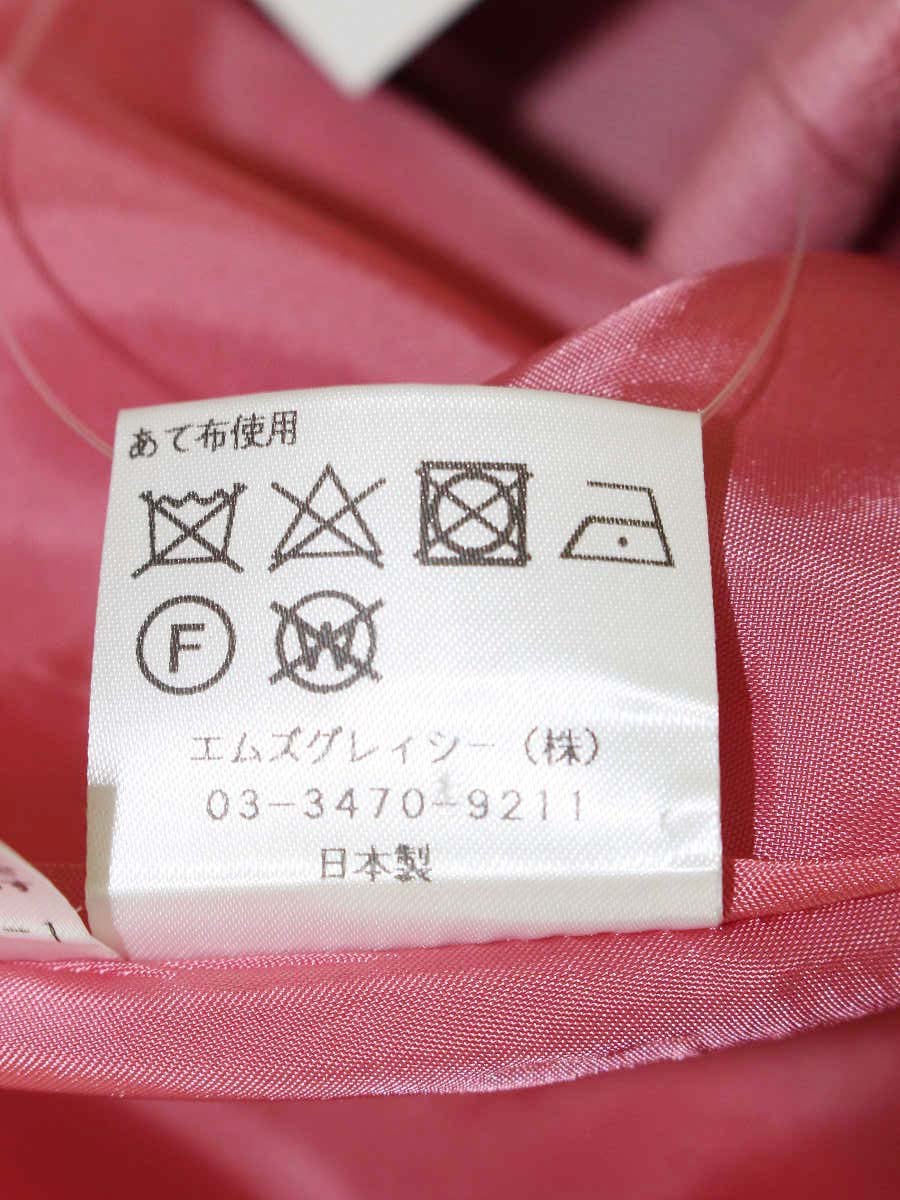 あて布使用
F
W
エムズグレイシー（株）
03-3470-9211
日本製